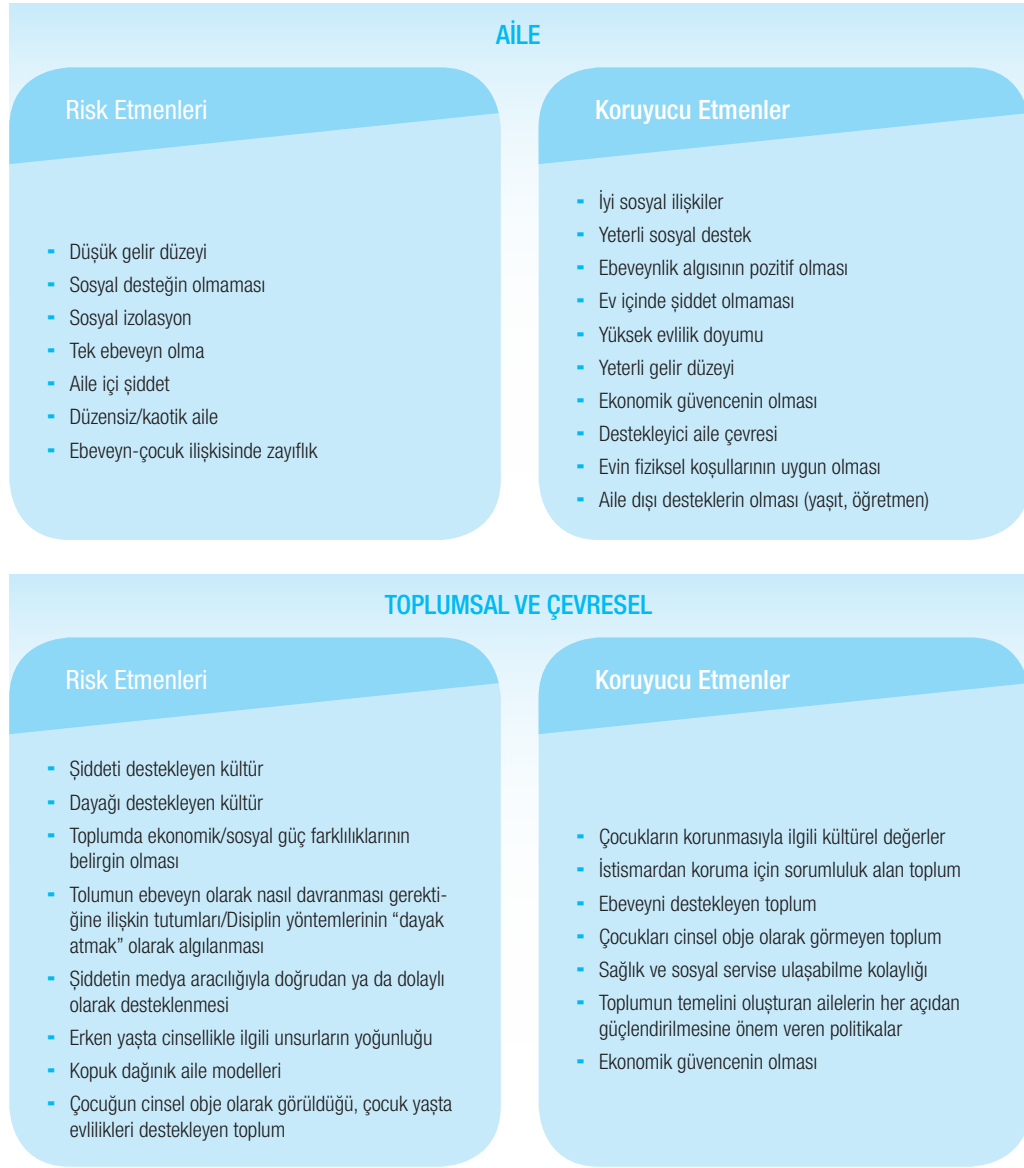 AİLE
Risk Etmenleri
- Düşük gelir düzeyi
- Sosyal desteğin olmaması
- Sosyal izolasyon
- Tek ebeveyn olma
- Aile içi şiddet
- Düzensiz/kaotik aile
- Ebeveyn-çocuk ilişkisinde zayıflık
Koruyucu Etmenler
- İyi sosyal ilişkiler
- Yeterli sosyal destek
- Ebeveynlik algısının pozitif olması
- Ev içinde şiddet olmaması
- Yüksek evlilik doyumu
- Yeterli gelir düzeyi
- Ekonomik güvencenin olması
- Destekleyici aile çevresi
- Evin fiziksel koşullarının uygun olması
- Aile dışı desteklerin olması (yaşıt, öğretmen)
TOPLUMSAL VE ÇEVRESEL
Risk Etmenleri
- Şiddeti destekleyen kültür
- Dayağı destekleyen kültür
- Toplumda ekonomik/sosyal güç farklılıklarının
belirgin olması
- Tolumun ebeveyn olarak nasıl davranması gerekti-
ğine ilişkin tutumları/Disiplin yöntemlerinin “dayak
atmak” olarak algılanması
- Şiddetin medya aracılığıyla doğrudan ya da dolaylı
olarak desteklenmesi
- Erken yaşta cinsellikle ilgili unsurların yoğunluğu
- Kopuk dağınık aile modelleri
- Çocuğun cinsel obje olarak görüldüğü, çocuk yaşta
evlilikleri destekleyen toplum
Koruyucu Etmenler
- Çocukların korunmasıyla ilgili kültürel değerler
- İstismardan koruma için sorumluluk alan toplum
- Ebeveyni destekleyen toplum
- Çocukları cinsel obje olarak görmeyen toplum
- Sağlık ve sosyal servise ulaşabilme kolaylığı
- Toplumun temelini oluşturan ailelerin her açıdan
güçlendirilmesine önem veren politikalar
- Ekonomik güvencenin olması